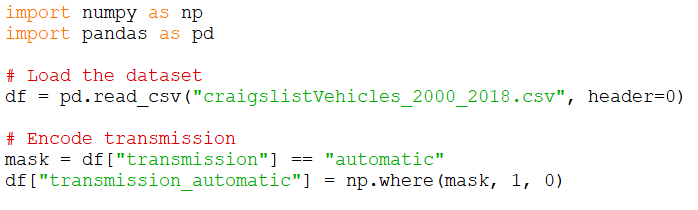 import numpy as np
import pandas as pd
# Load the dataset
df = pd.read_csv("craigslistVehicles_2000_2018.csv", header=0)
# Encode transmission
mask = df["transmission"] == "automatic"
df["transmission_automatic"] = np.where(mask, 1, 0)